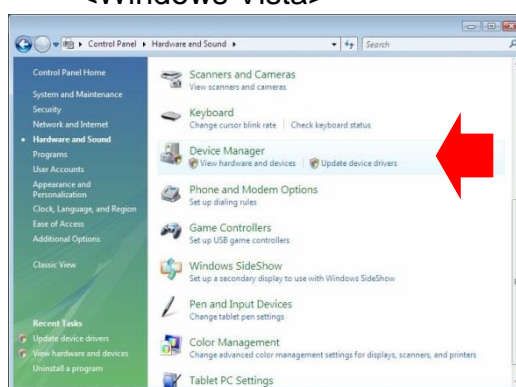 <Windows Vista>
Control Panel ▸ Hardware and Sound ▸
Search
Control Panel Home
System and Maintenance
Security
Network and Internet
• Hardware and Sound
Programs
User Accounts
Appearance and
Personalization
Clock, Language, and Region
Ease of Access
Additional Options
Classic View
Recent Tasks
Update device drivers
View hardware and devices
Uninstall a program
Scanners and Cameras
View scanners and cameras
Keyboard
Change cursor blink rate | Check keyboard status
Device Manager
View hardware and devices | Update device drivers
Phone and Modem Options
Set up dialing rules
Game Controllers
Set up USB game controllers
Windows SideShow
Set up a secondary display to use with Windows SideShow
Pen and Input Devices
Change tablet pen settings
Color Management
Change advanced color management settings for displays, scanners, and printers
Tablet PC Settings